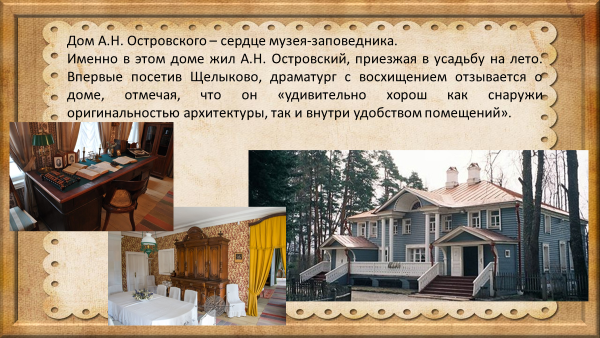 Дом А.Н. Островского – сердце музея-заповедника.
Именно в этом доме жил А.Н. Островский, приезжая в усадьбу на лето.
Впервые посетив Щелыково, драматург с восхищением отзывается о
доме, отмечая, что он «удивительно хорош как снаружи
оригинальностью архитектуры, так и внутри удобством помещений».